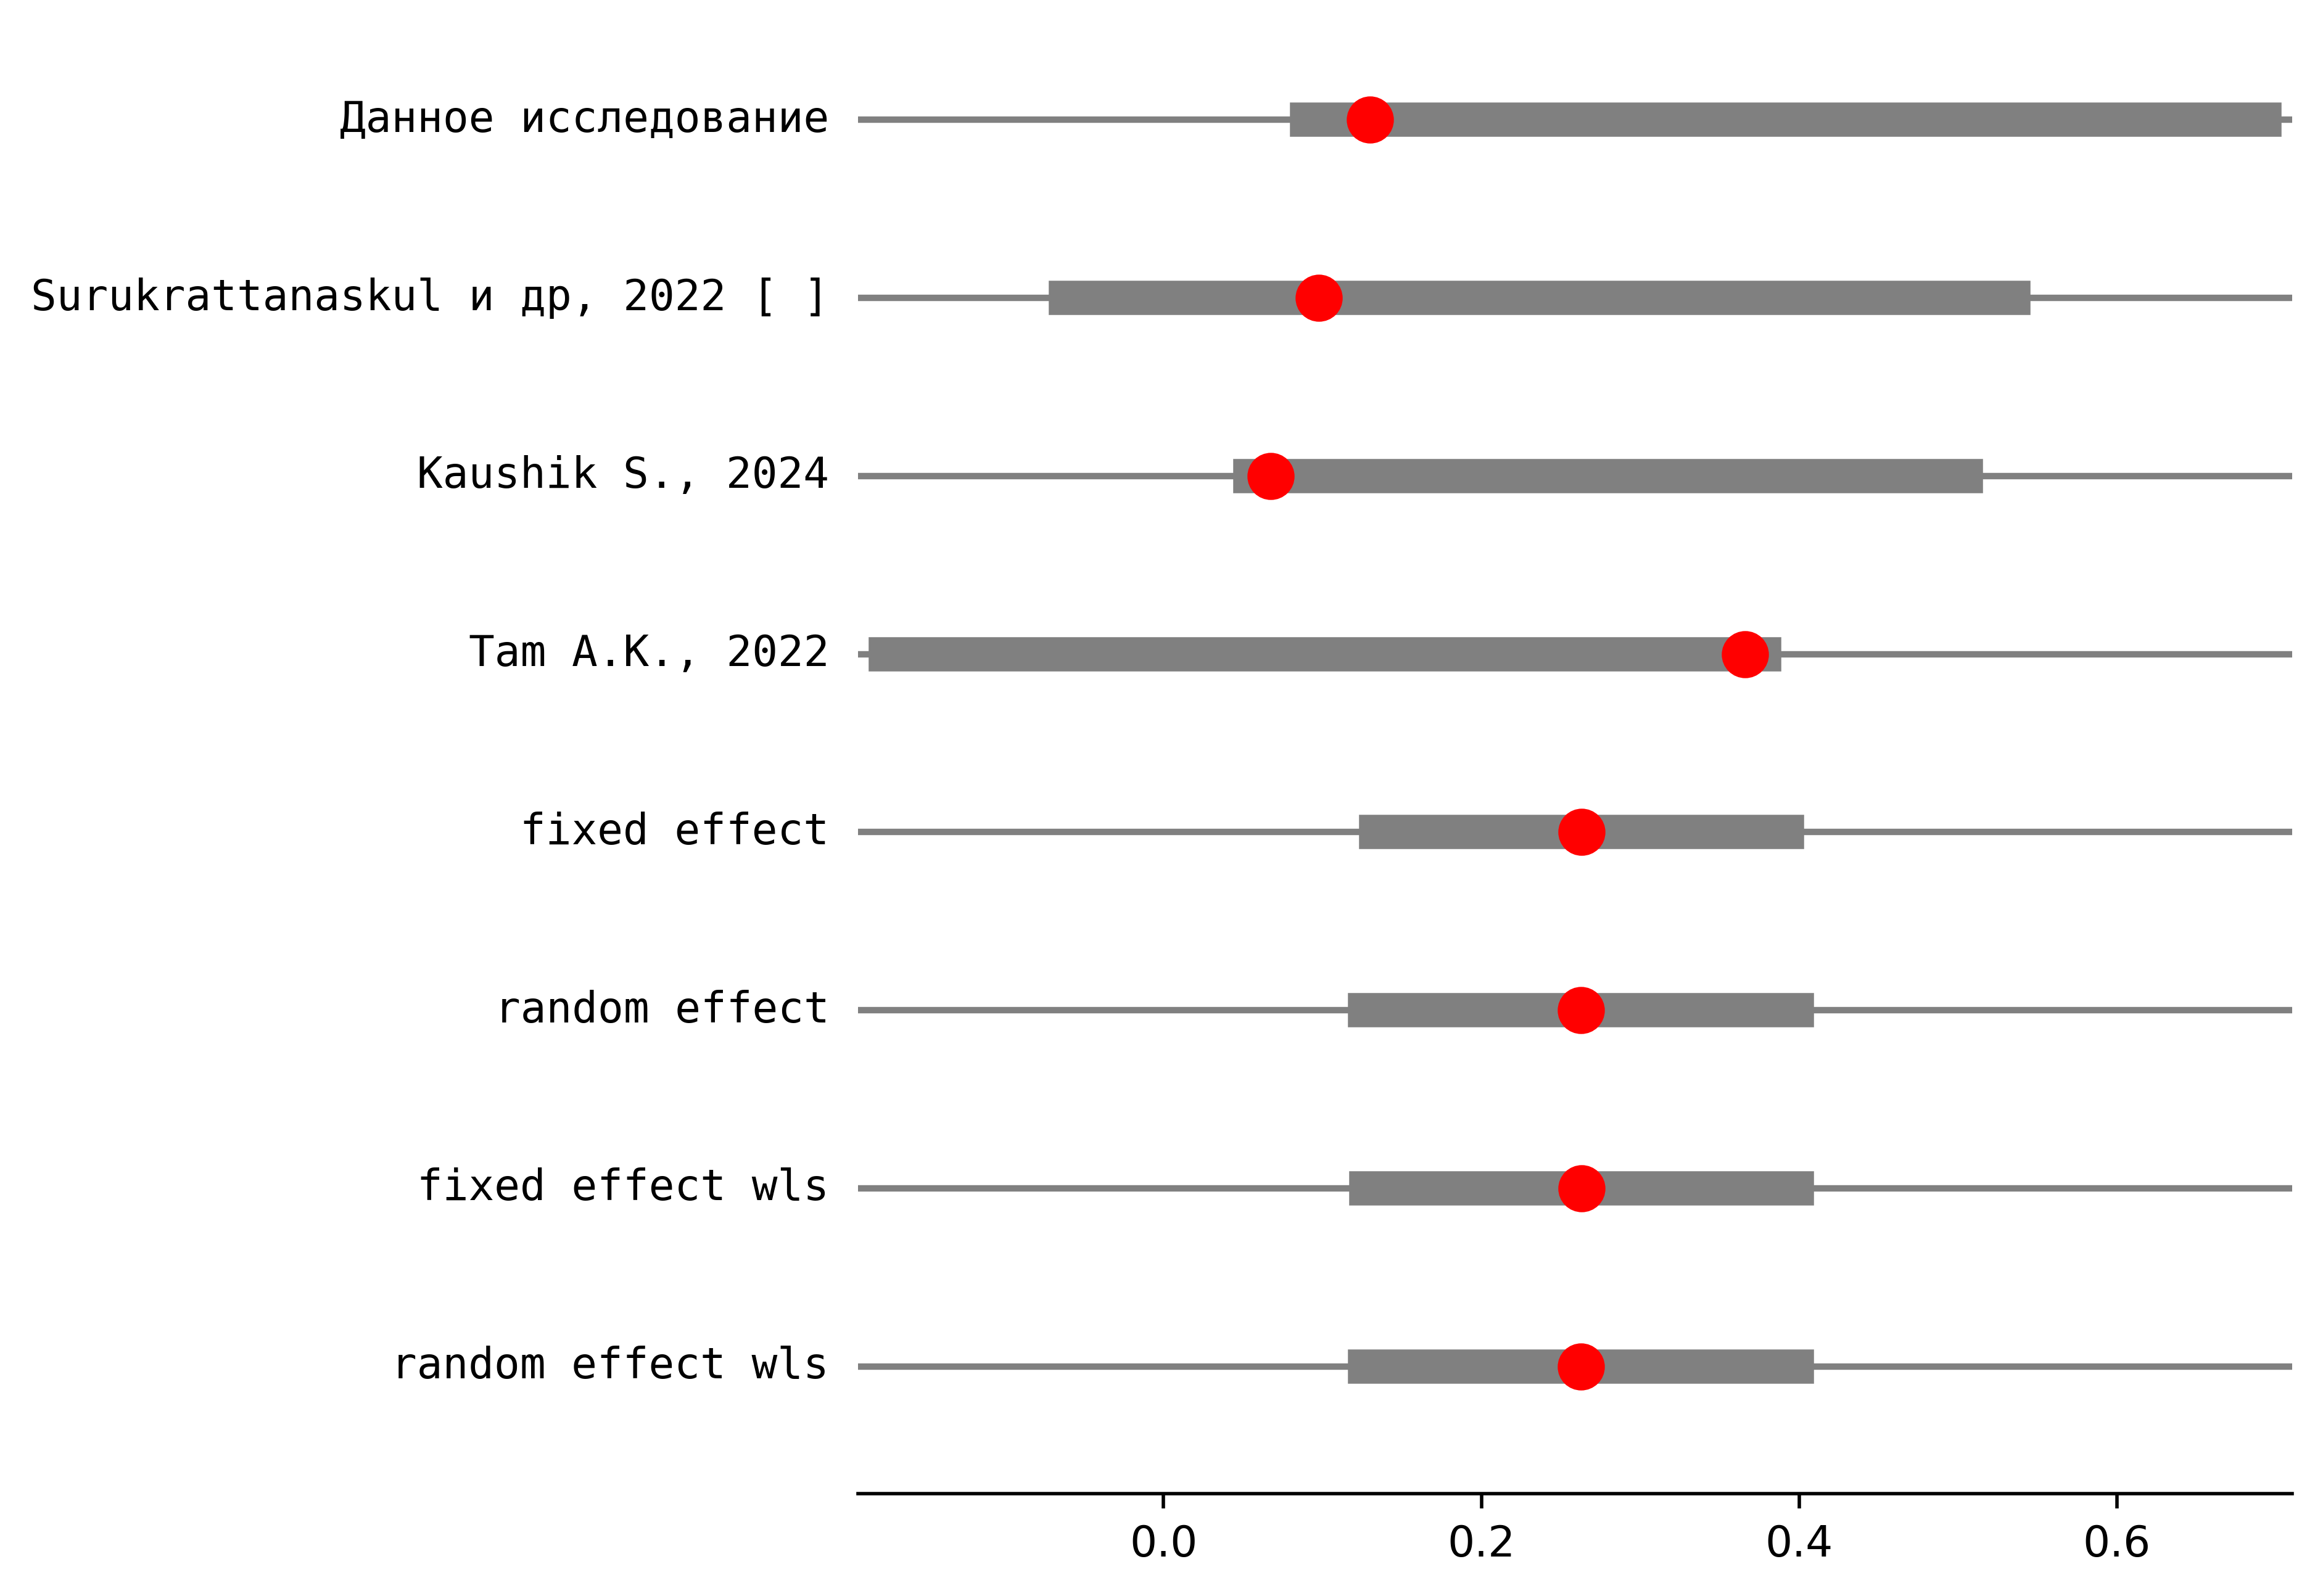 Данное исследование
Surukrattanaskul и др, 2022 [ ]
Kaushik S., 2024
Tam A.K., 2022
fixed effect
random effect
fixed effect wls
random effect wls
0.0 0.2 0.4 0.6